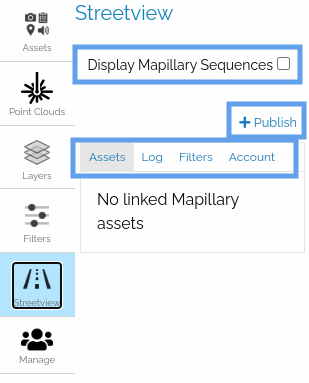 Streetview
Assets
Display Mapillary Sequences
Point Clouds
+ Publish
Assets Log Filters Account
Layers
No linked Mapillary
assets
Filters
Streetview
Manage